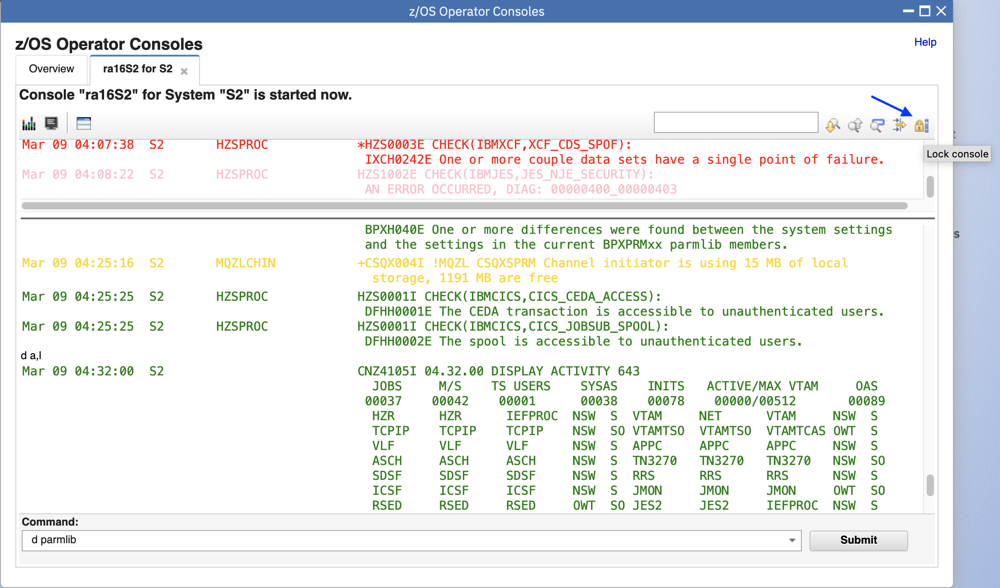 z/OS Operator Consoles
z/OS Operator Consoles
Help
Overview
ra16S2 for S2
Console "ra16S2" for System "S2" is started now.
Mar 09 04:07:38 S2 HZSPROC *HZS0003E CHECK(IBMXCF,XCF_CDS_SPOF):
IXCH0242E One or more couple data sets have a single point of failure.
Lock console
Mar 09 04:08:22 S2 HZSPROC HZS1002E CHECK(IBMJES,JES_NJE_SECURITY):
AN ERROR OCCURRED, DIAG: 00000400_00000403
BPXH040E One or more differences were found between the system settings
and the settings in the current BPXPRMxx parmlib members.
Mar 09 04:25:16 S2 MQZLCHIN +CSQX004I !MQZL CSQXSPRM Channel initiator is using 15 MB of local
storage, 1191 MB are free
Mar 09 04:25:25 S2 HZSPROC HZS0001I CHECK(IBMCICS,CICS_CEDA_ACCESS):
DFHH0001E The CEDA transaction is accessible to unauthenticated users.
Mar 09 04:25:25 S2 HZSPROC HZS0001I CHECK(IBMCICS,CICS_JOBSUB_SPOOL):
DFHH0002E The spool is accessible to unauthenticated users.
d a,l
Mar 09 04:32:00 S2 CNZ4105I 04.32.00 DISPLAY ACTIVITY 643
JOBS M/S TS USERS SYSAS INITS ACTIVE/MAX VTAM OAS
00037 00042 00001 00038 00078 00000/00512 00089
HZR HZR IEFPROC NSW S VTAM NET VTAM NSW S
TCPIP TCPIP TCPIP NSW SO VTAMTSO VTAMTSO VTAMTCAS OWT S
VLF VLF VLF NSW S APPC APPC APPC NSW S
ASCH ASCH ASCH NSW S TN3270 TN3270 TN3270 NSW SO
SDSF SDSF SDSF NSW S RRS RRS RRS NSW S
ICSF ICSF ICSF NSW S JMON JMON JMON OWT SO
RSED RSED RSED OWT SO JES2 JES2 IEFPROC NSW S
Command:
d parmlib
Submit